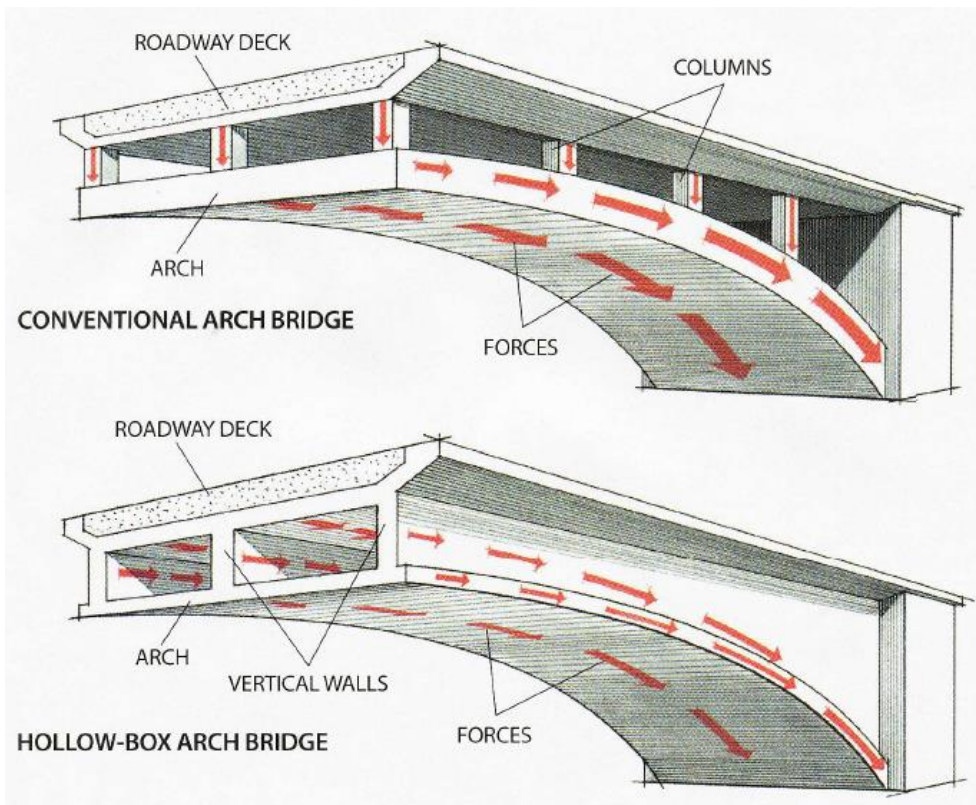 ROADWAY DECK
COLUMNS
ARCH
CONVENTIONAL ARCH BRIDGE
FORCES
ROADWAY DECK
ARCH
VERTICAL WALLS
FORCES
HOLLOW-BOX ARCH BRIDGE